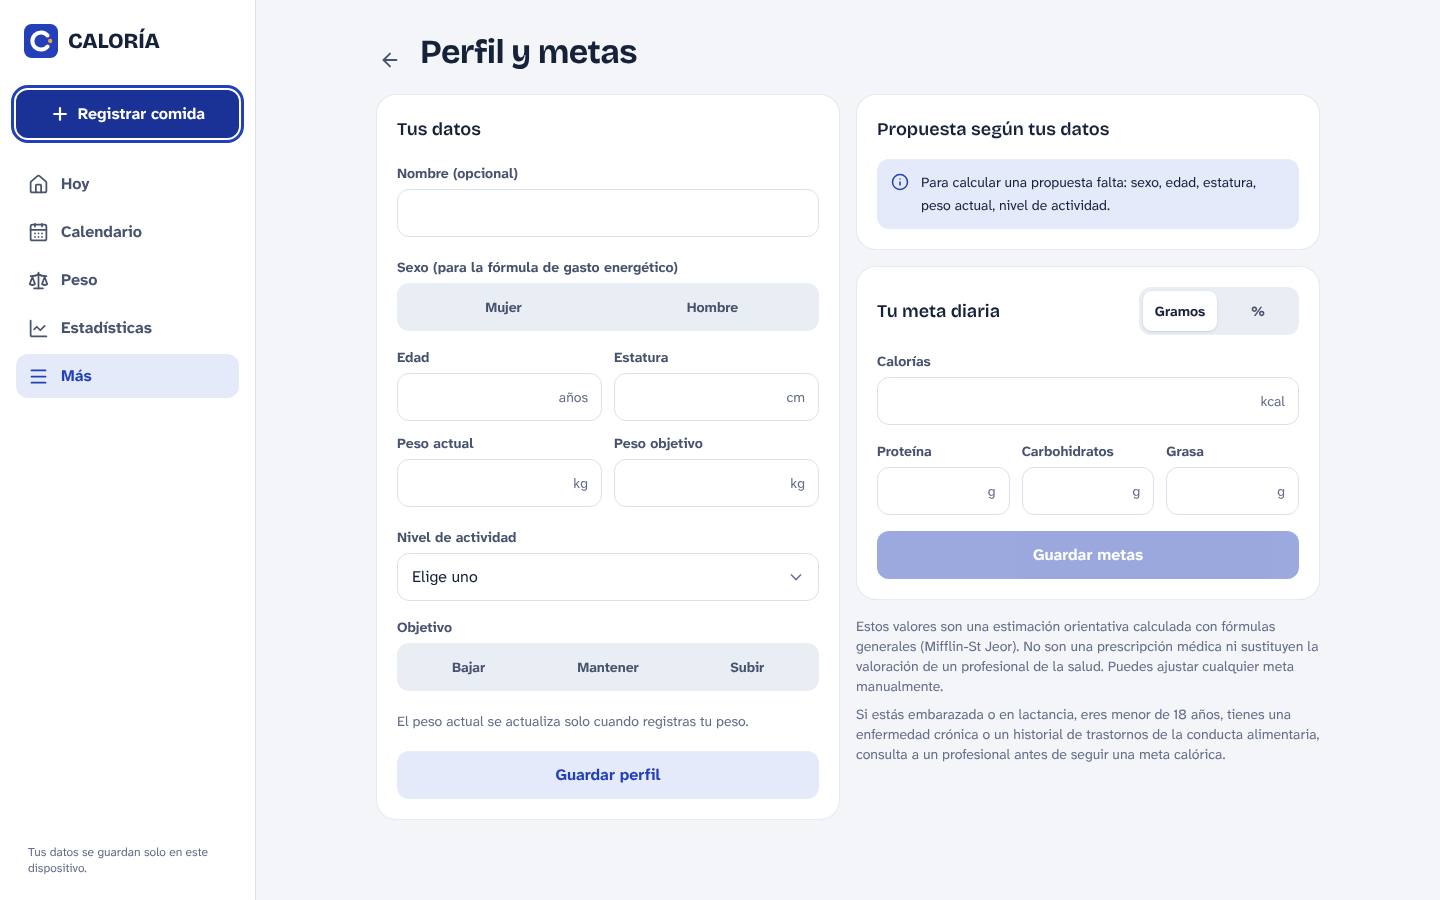 CALORÍA
Registrar comida
Hoy
Calendario
Peso
Estadísticas
Más
Tus datos se guardan solo en este
dispositivo.
Perfil y metas
Tus datos
Nombre (opcional)
Sexo (para la fórmula de gasto energético)
Mujer Hombre
Edad Estatura
años cm
Peso actual Peso objetivo
kg kg
Nivel de actividad
Elige uno
Objetivo
Bajar Mantener Subir
El peso actual se actualiza solo cuando registras tu peso.
Guardar perfil
Propuesta según tus datos
Para calcular una propuesta falta: sexo, edad, estatura,
peso actual, nivel de actividad.
Tu meta diaria Gramos %
Calorías
kcal
Proteína Carbohidratos Grasa
g g g
Guardar metas
Estos valores son una estimación orientativa calculada con fórmulas
generales (Mifflin-St Jeor). No son una prescripción médica ni sustituyen la
valoración de un profesional de la salud. Puedes ajustar cualquier meta
manualmente.
Si estás embarazada o en lactancia, eres menor de 18 años, tienes una
enfermedad crónica o un historial de trastornos de la conducta alimentaria,
consulta a un profesional antes de seguir una meta calórica.